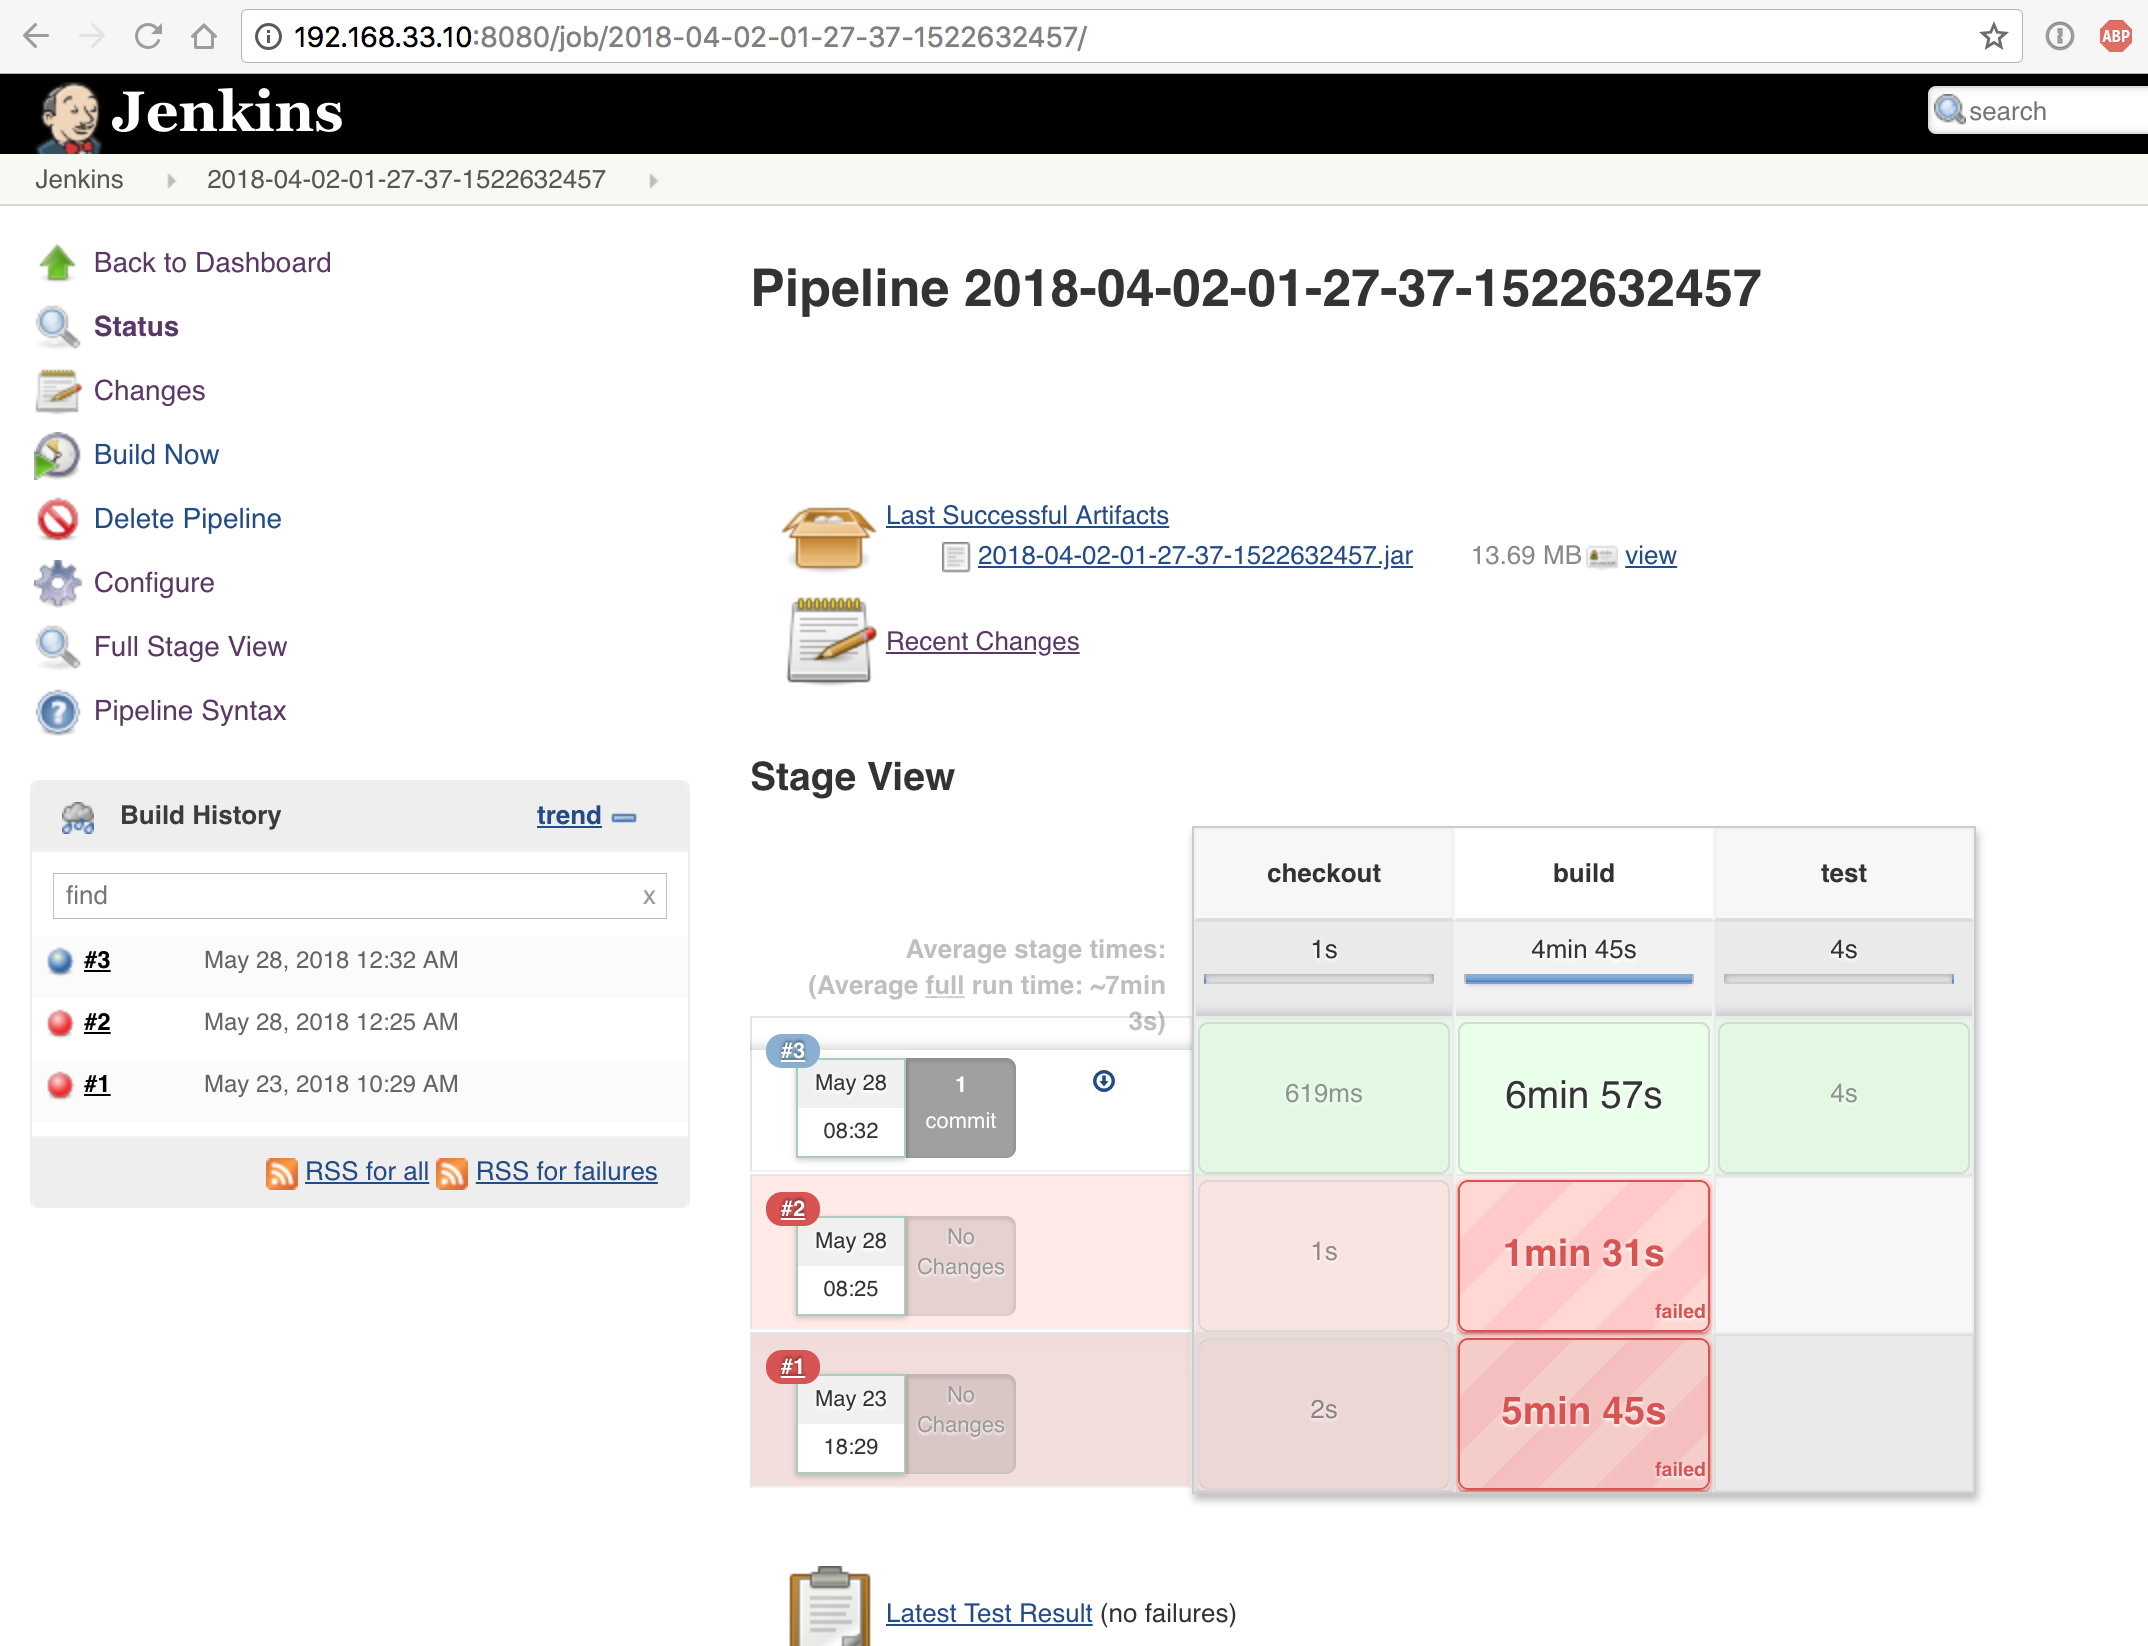 192.168.33.10:8080/job/2018-04-02-01-27-37-1522632457/
ABP
Jenkins
search
Jenkins 2018-04-02-01-27-37-1522632457
Back to Dashboard
Status
Changes
Build Now
Delete Pipeline
Configure
Full Stage View
Pipeline Syntax
Build History trend
find x
#3 May 28, 2018 12:32 AM
#2 May 28, 2018 12:25 AM
#1 May 23, 2018 10:29 AM
RSS for all RSS for failures
Pipeline 2018-04-02-01-27-37-1522632457
Last Successful Artifacts
2018-04-02-01-27-37-1522632457.jar 13.69 MB view
Recent Changes
Stage View
checkout build test
Average stage times:
(Average full run time: ~7min
3s)
1s 4min 45s 4s
#3
May 28
08:32
1
commit
619ms 6min 57s 4s
#2
May 28
08:25
No
Changes
1s 1min 31s
failed
#1
May 23
18:29
No
Changes
2s 5min 45s
failed
Latest Test Result (no failures)